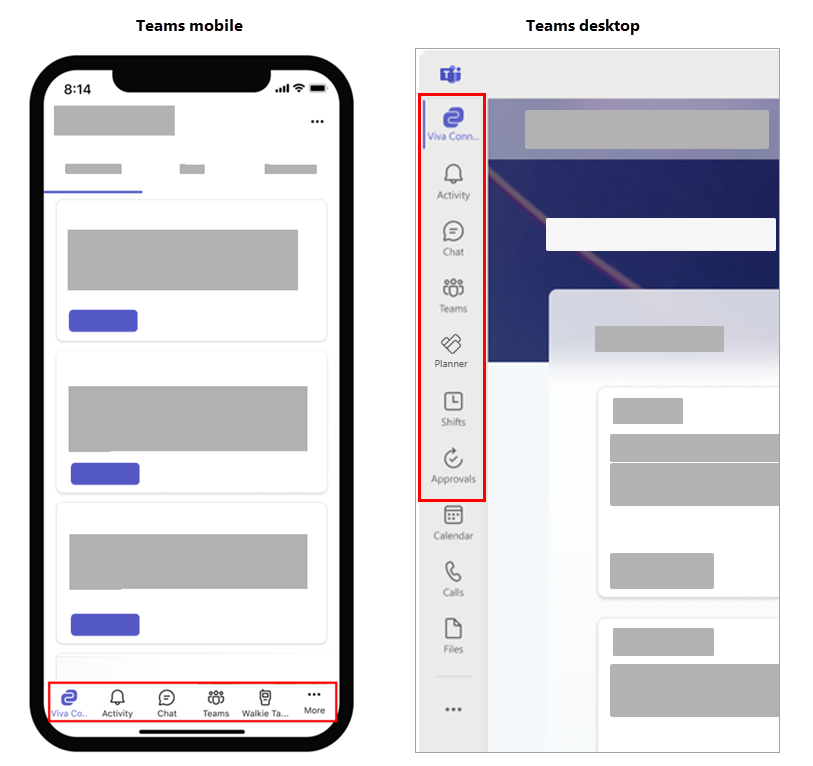 Teams mobile
8:14
Viva Co..
Activity
Chat
Teams
Walkie Ta...
More
Teams desktop
Viva Conn...
Activity
Chat
Teams
Planner
Shifts
Approvals
Calendar
Calls
Files